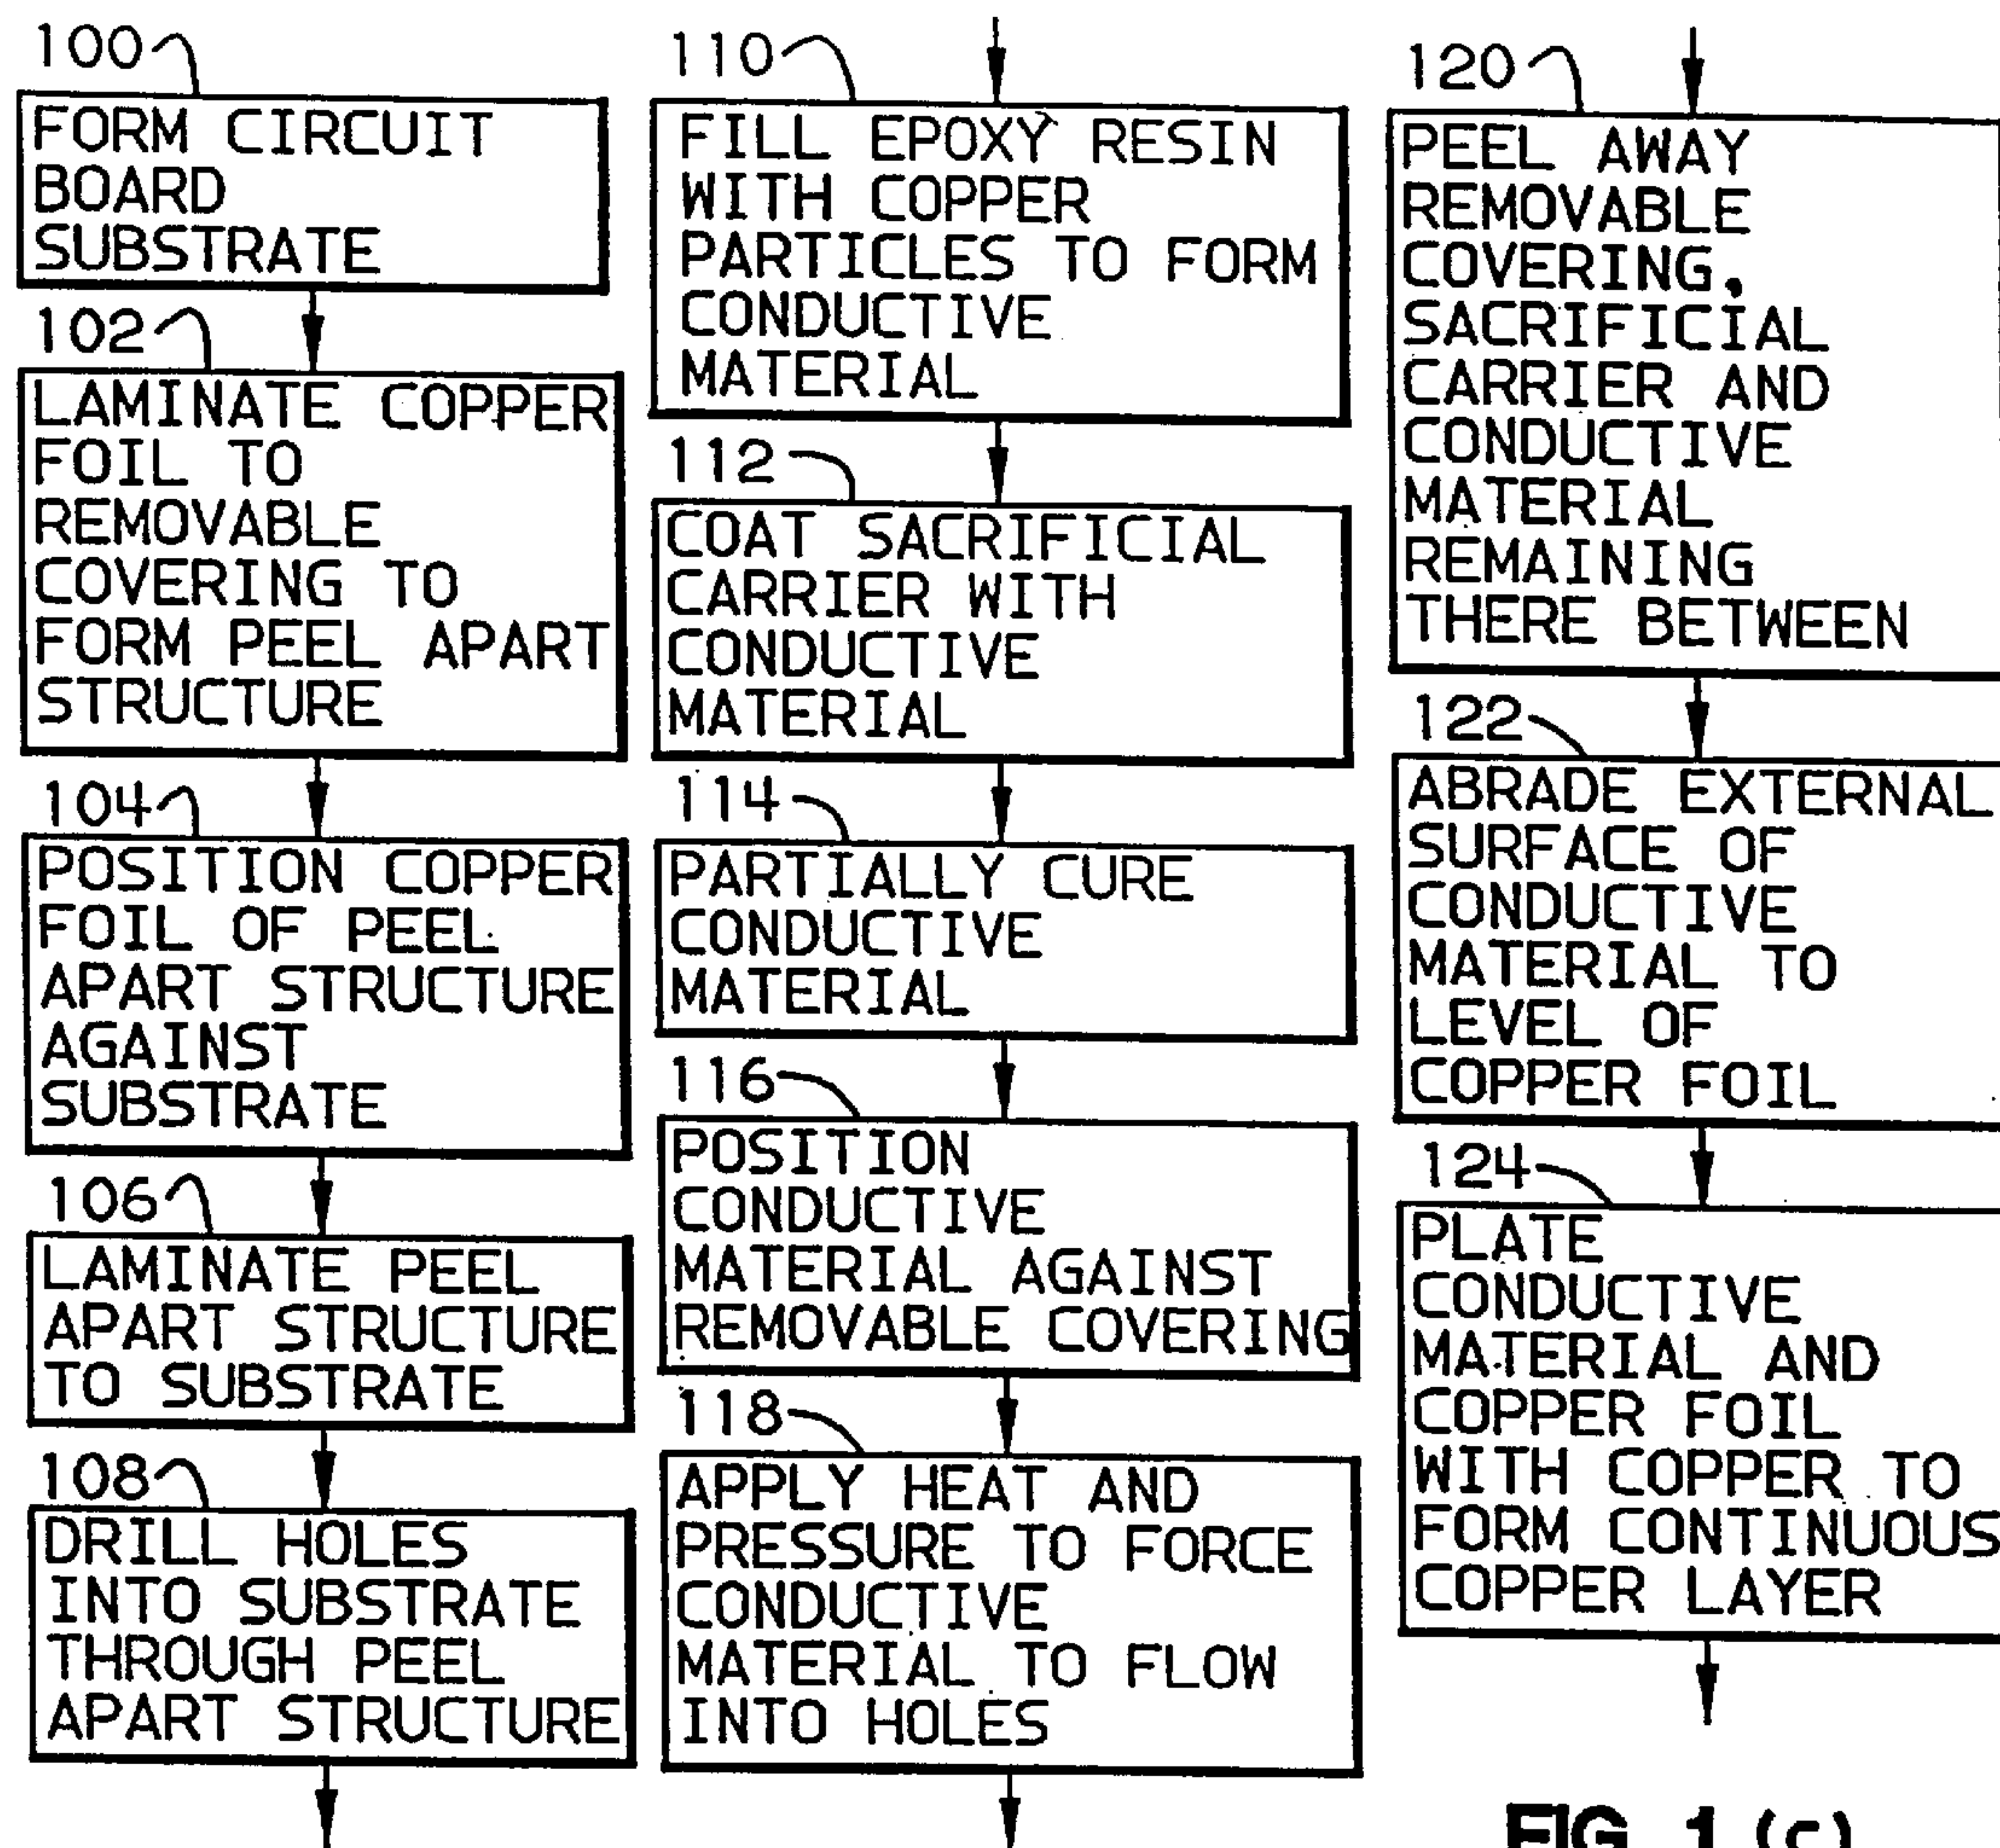 100
FORM CIRCUIT
BOARD
SUBSTRATE
102
LAMINATE COPPER
FOIL TO
REMOVABLE
COVERING TO
FORM PEEL APART
STRUCTURE
104
POSITION COPPER
FOIL OF PEEL
APART STRUCTURE
AGAINST
SUBSTRATE
106
LAMINATE PEEL
APART STRUCTURE
TO SUBSTRATE
108
DRILL HOLES
INTO SUBSTRATE
THROUGH PEEL
APART STRUCTURE
110
FILL EPOXY RESIN
WITH COPPER
PARTICLES TO FORM
CONDUCTIVE
MATERIAL
112
COAT SACRIFICIAL
CARRIER WITH
CONDUCTIVE
MATERIAL
114
PARTIALLY CURE
CONDUCTIVE
MATERIAL
116
POSITION
CONDUCTIVE
MATERIAL AGAINST
REMOVABLE COVERING
118
APPLY HEAT AND
PRESSURE TO FORCE
CONDUCTIVE
MATERIAL TO FLOW
INTO HOLES
120
PEEL AWAY
REMOVABLE
COVERING,
SACRIFICIAL
CARRIER AND
CONDUCTIVE
MATERIAL
REMAINING
THERE BETWEEN
122
ABRADE EXTERNAL
SURFACE OF
CONDUCTIVE
MATERIAL TO
LEVEL OF
COPPER FOIL
124
PLATE
CONDUCTIVE
MATERIAL AND
COPPER FOIL
WITH COPPER TO
FORM CONTINUOUS
COPPER LAYER
FIG. 1 (c)